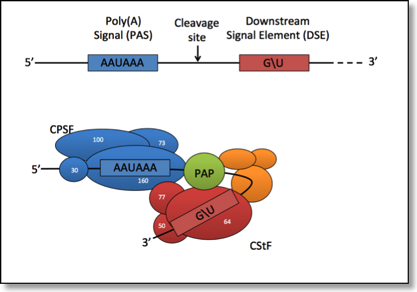 Poly(A)
Signal (PAS)
Cleavage
site
Downstream
Signal Element (DSE)
5’
AAUAAA
G\U
3’
CPSF
100
73
5’
30
AAUAAA
160
PAP
77
G\U
50
64
3’
CStF